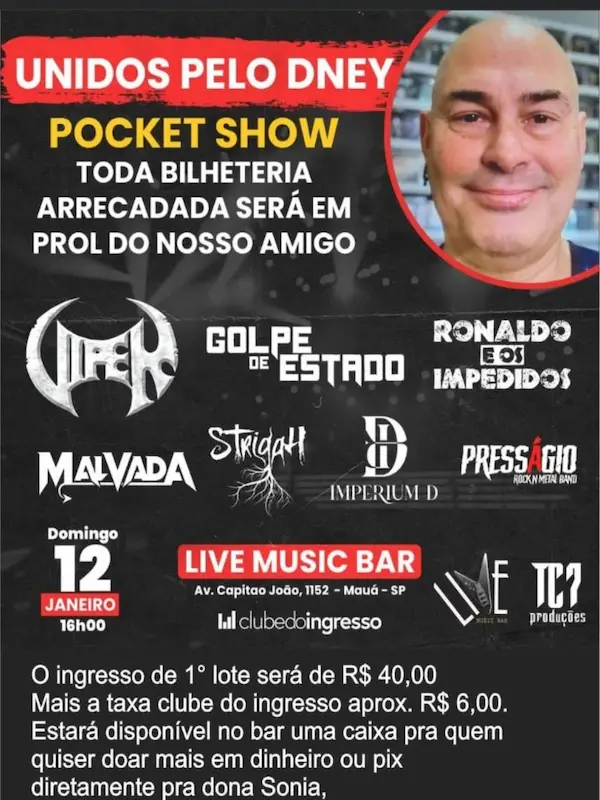 UNIDOS PELO DNEY
POCKET SHOW
TODA BILHETERIA
ARRECADADA SERÁ EM
PROL DO NOSSO AMIGO
VIPER
GOLPE
DE ESTADO
RONALDO
E OS
IMPEDIDOS
MALVADA
STRIGAH
IMPERIUM D
PRESSÁGIO
ROCK N METAL BAND
Domingo
12
JANEIRO
16h00
LIVE MUSIC BAR
Av. Capitao João, 1152 - Mauá - SP
clubedoingresso
LIVE
MUSIC BAR
TC7
produções
O ingresso de 1° lote será de R$ 40,00
Mais a taxa clube do ingresso aprox. R$ 6,00.
Estará disponível no bar uma caixa pra quem
quiser doar mais em dinheiro ou pix
diretamente pra dona Sonia,